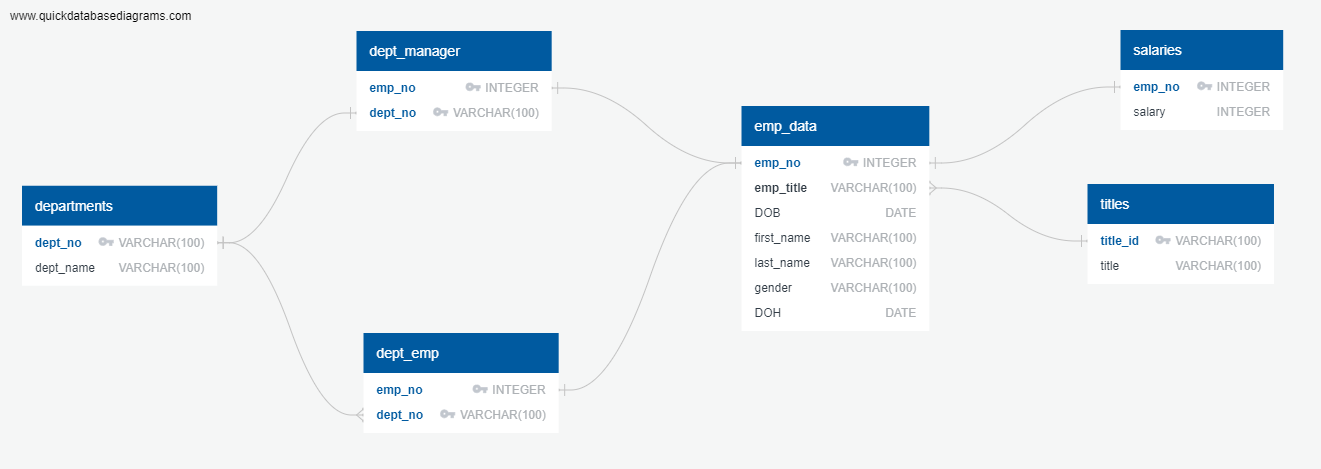 www.quickdatabasediagrams.com
dept_manager
emp_no INTEGER
dept_no VARCHAR(100)
salaries
emp_no INTEGER
salary INTEGER
emp_data
emp_no INTEGER
emp_title VARCHAR(100)
DOB DATE
first_name VARCHAR(100)
last_name VARCHAR(100)
gender VARCHAR(100)
DOH DATE
departments
dept_no VARCHAR(100)
dept_name VARCHAR(100)
titles
title_id VARCHAR(100)
title VARCHAR(100)
dept_emp
emp_no INTEGER
dept_no VARCHAR(100)